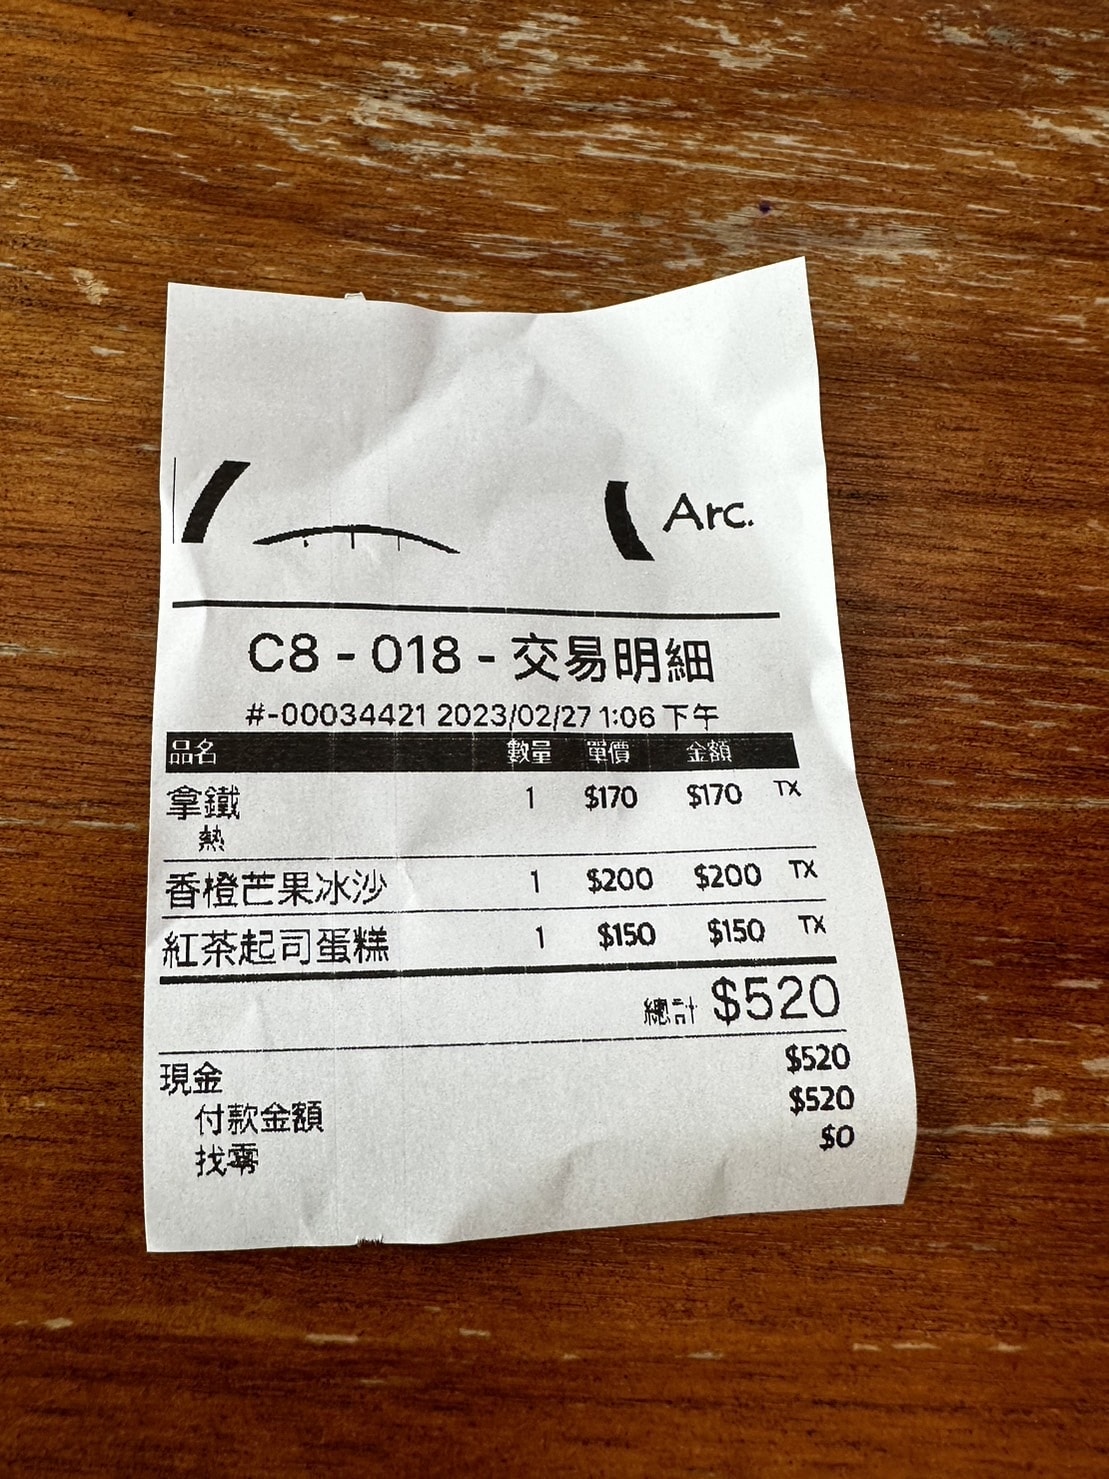 Arc.
C8 - 018 - 交易明細
#-00034421 2023/02/27 1:06 下午
品名 數量 單價 金額
拿鐵 1 $170 $170 TX
熱
香橙芒果冰沙 1 $200 $200 TX
紅茶起司蛋糕 1 $150 $150 TX
總計 $520
現金 $520
付款金額 $520
找零 $0